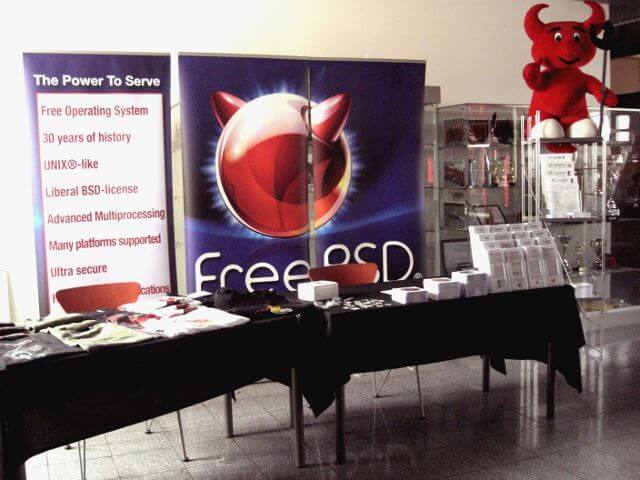 The Power To Serve
Free Operating System
30 years of history
UNIX®-like
Liberal BSD-license
Advanced Multiprocessing
Many platforms supported
Ultra secure
FreeBSD®